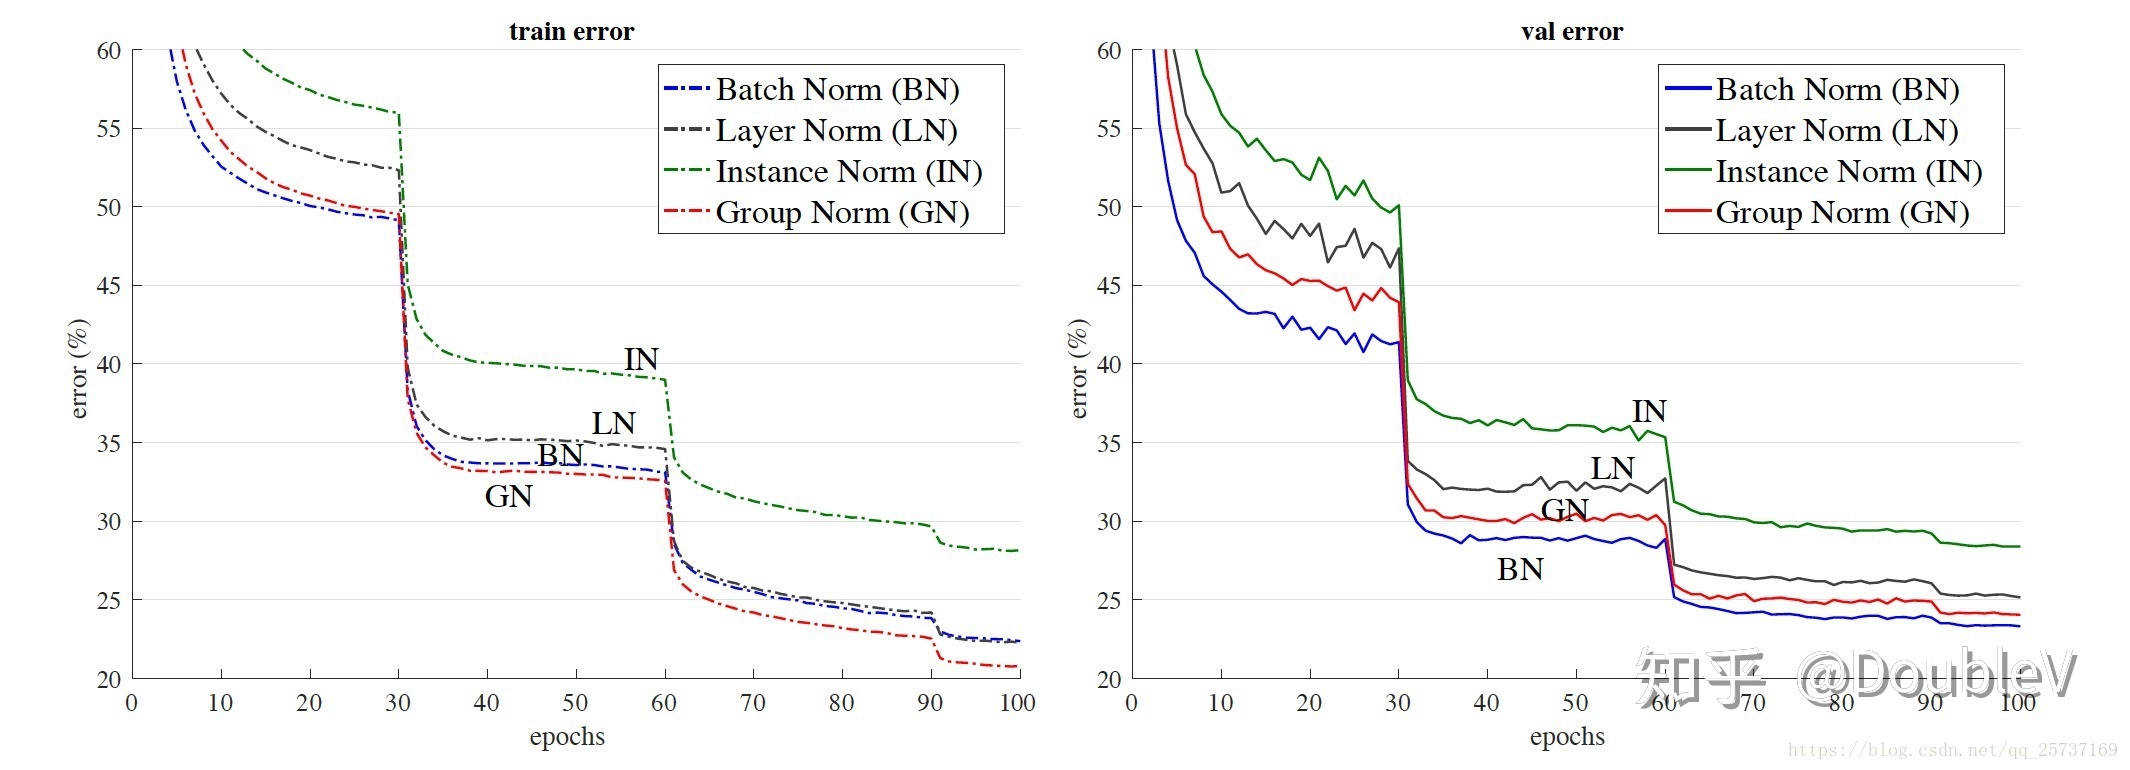 train error
60
55
50
45
40
35
30
25
20
error (%)
Batch Norm (BN)
Layer Norm (LN)
Instance Norm (IN)
Group Norm (GN)
IN
LN
BN
GN
0 10 20 30 40 50 60 70 80 90 100
epochs
val error
60
55
50
45
40
35
30
25
20
error (%)
Batch Norm (BN)
Layer Norm (LN)
Instance Norm (IN)
Group Norm (GN)
IN
LN
GN
BN
0 10 20 30 40 50 60 70 80 90 100
epochs
知乎 @DoubleV
https://blog.csdn.net/qq_25737169